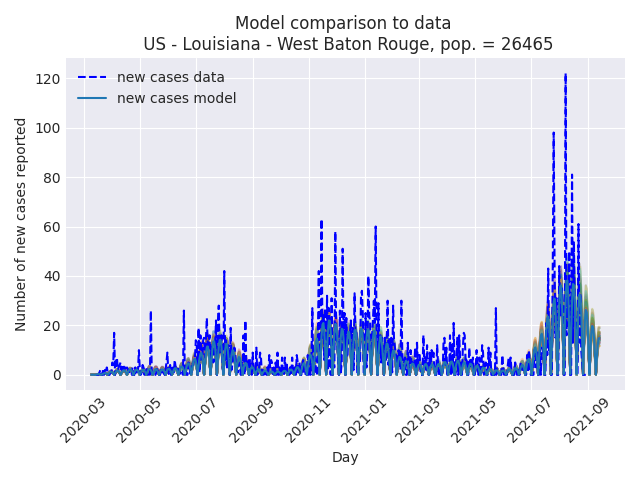 Model comparison to data
US - Louisiana - West Baton Rouge, pop. = 26465
new cases data
new cases model
Number of new cases reported
120
100
80
60
40
20
0
2020-03
2020-05
2020-07
2020-09
2020-11
2021-01
2021-03
2021-05
2021-07
2021-09
Day